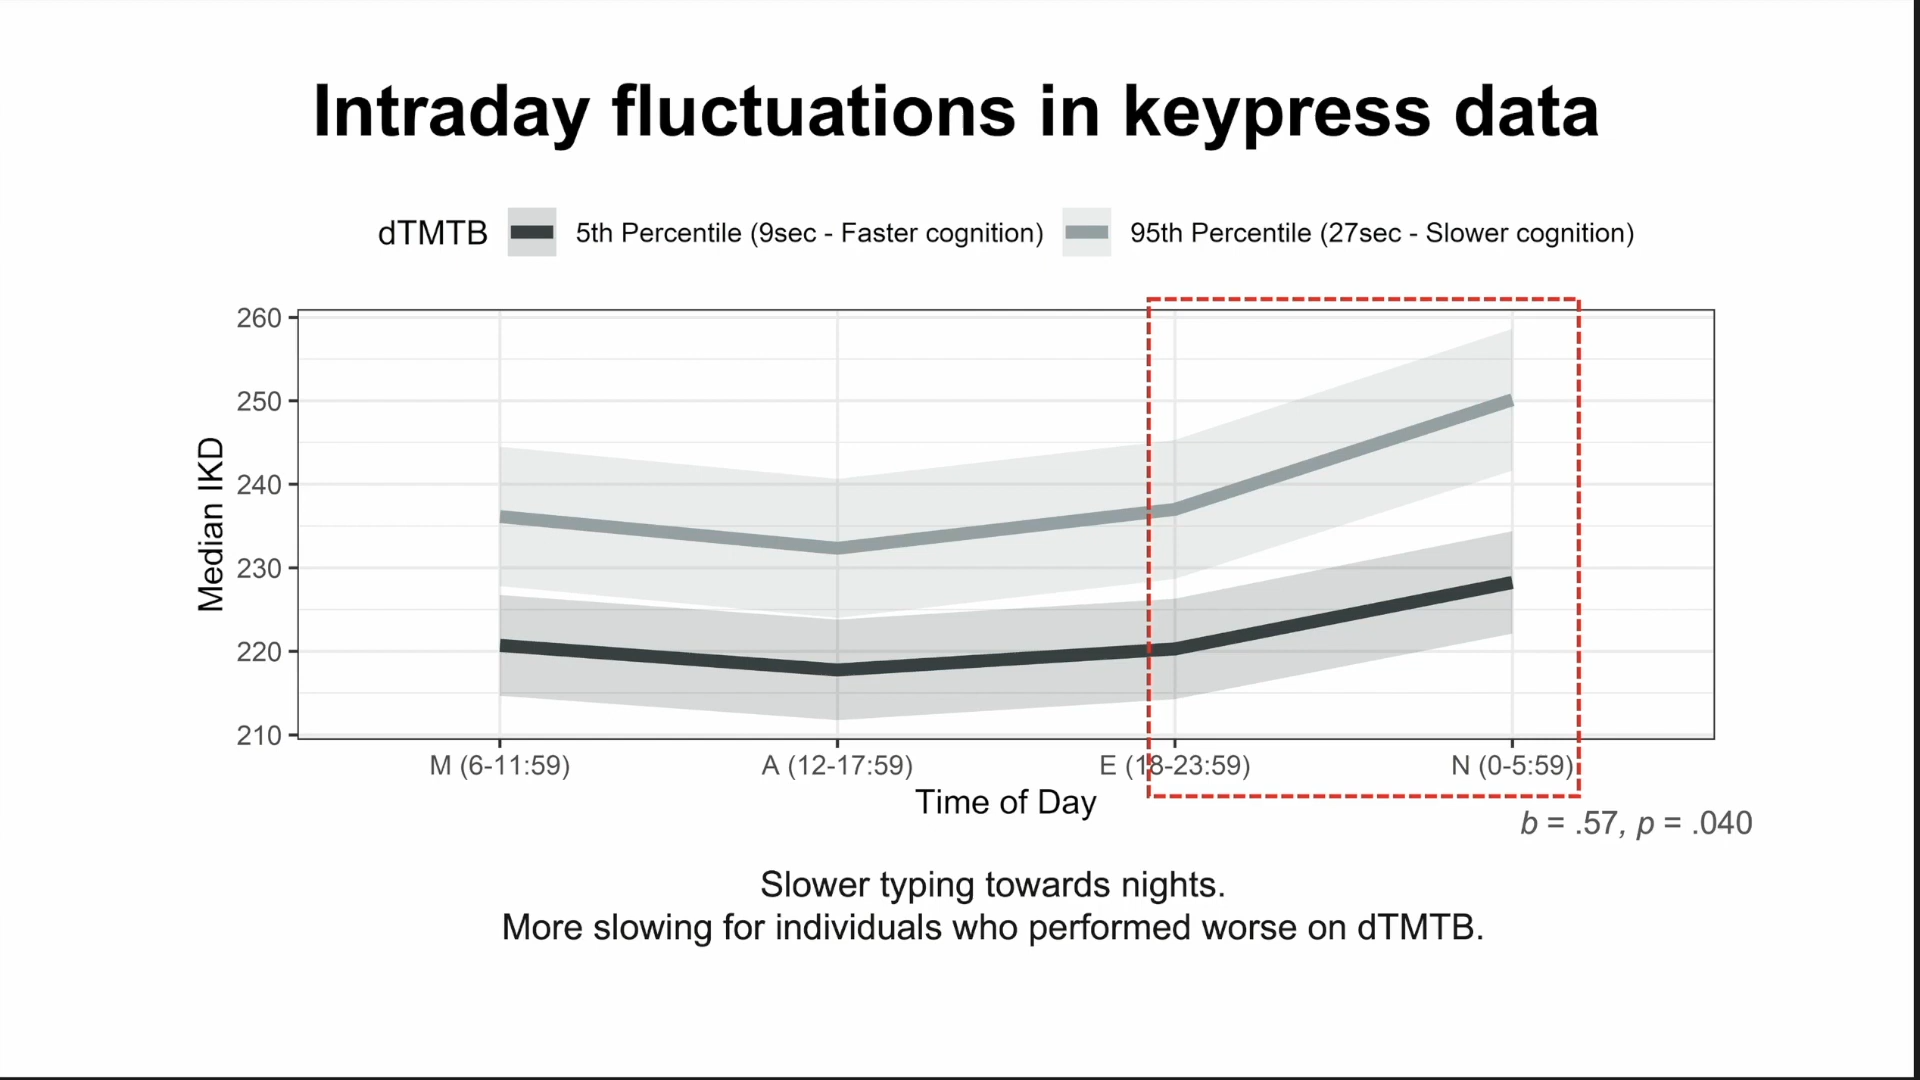 Intraday fluctuations in keypress data
dTMTB 5th Percentile (9sec - Faster cognition) 95th Percentile (27sec - Slower cognition)
260
250
240
230
220
210
Median IKD
M (6-11:59) A (12-17:59) E (18-23:59) N (0-5:59)
Time of Day
b = .57, p = .040
Slower typing towards nights.
More slowing for individuals who performed worse on dTMTB.